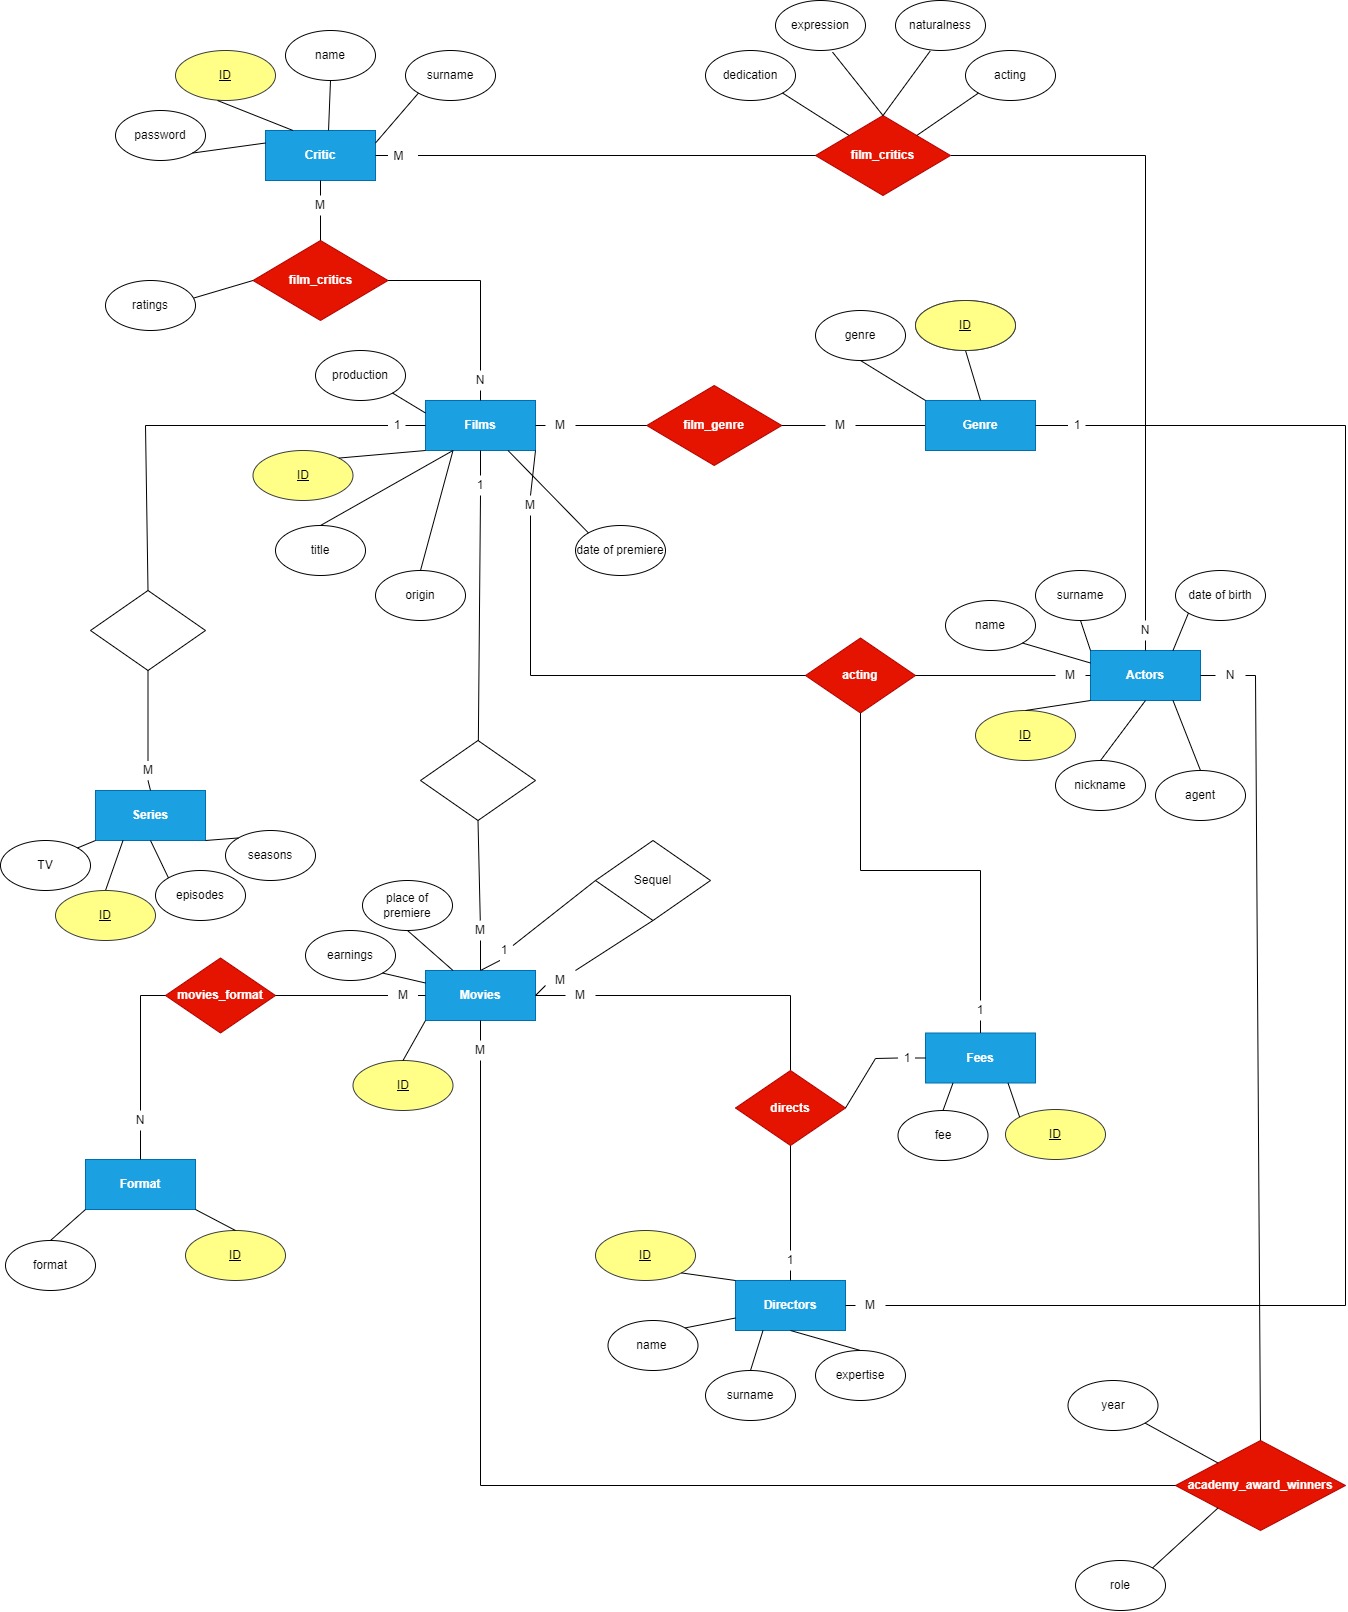 expression
naturalness
name
ID
surname
dedication
acting
password
Critic
M
film_critics
M
film_critics
ratings
ID
genre
production
N
1
Films
M
film_genre
M
Genre
1
ID
1
M
title
date of premiere
origin
surname
date of birth
name
N
acting
M
Actors
N
ID
M
nickname
agent
Series
TV
seasons
episodes
ID
Sequel
place of
premiere
M
1
earnings
M
movies_format
M
Movies
M
1
M
Fees
1
ID
directs
N
fee
ID
Format
format
ID
ID
1
Directors
M
name
expertise
surname
year
academy_award_winners
role